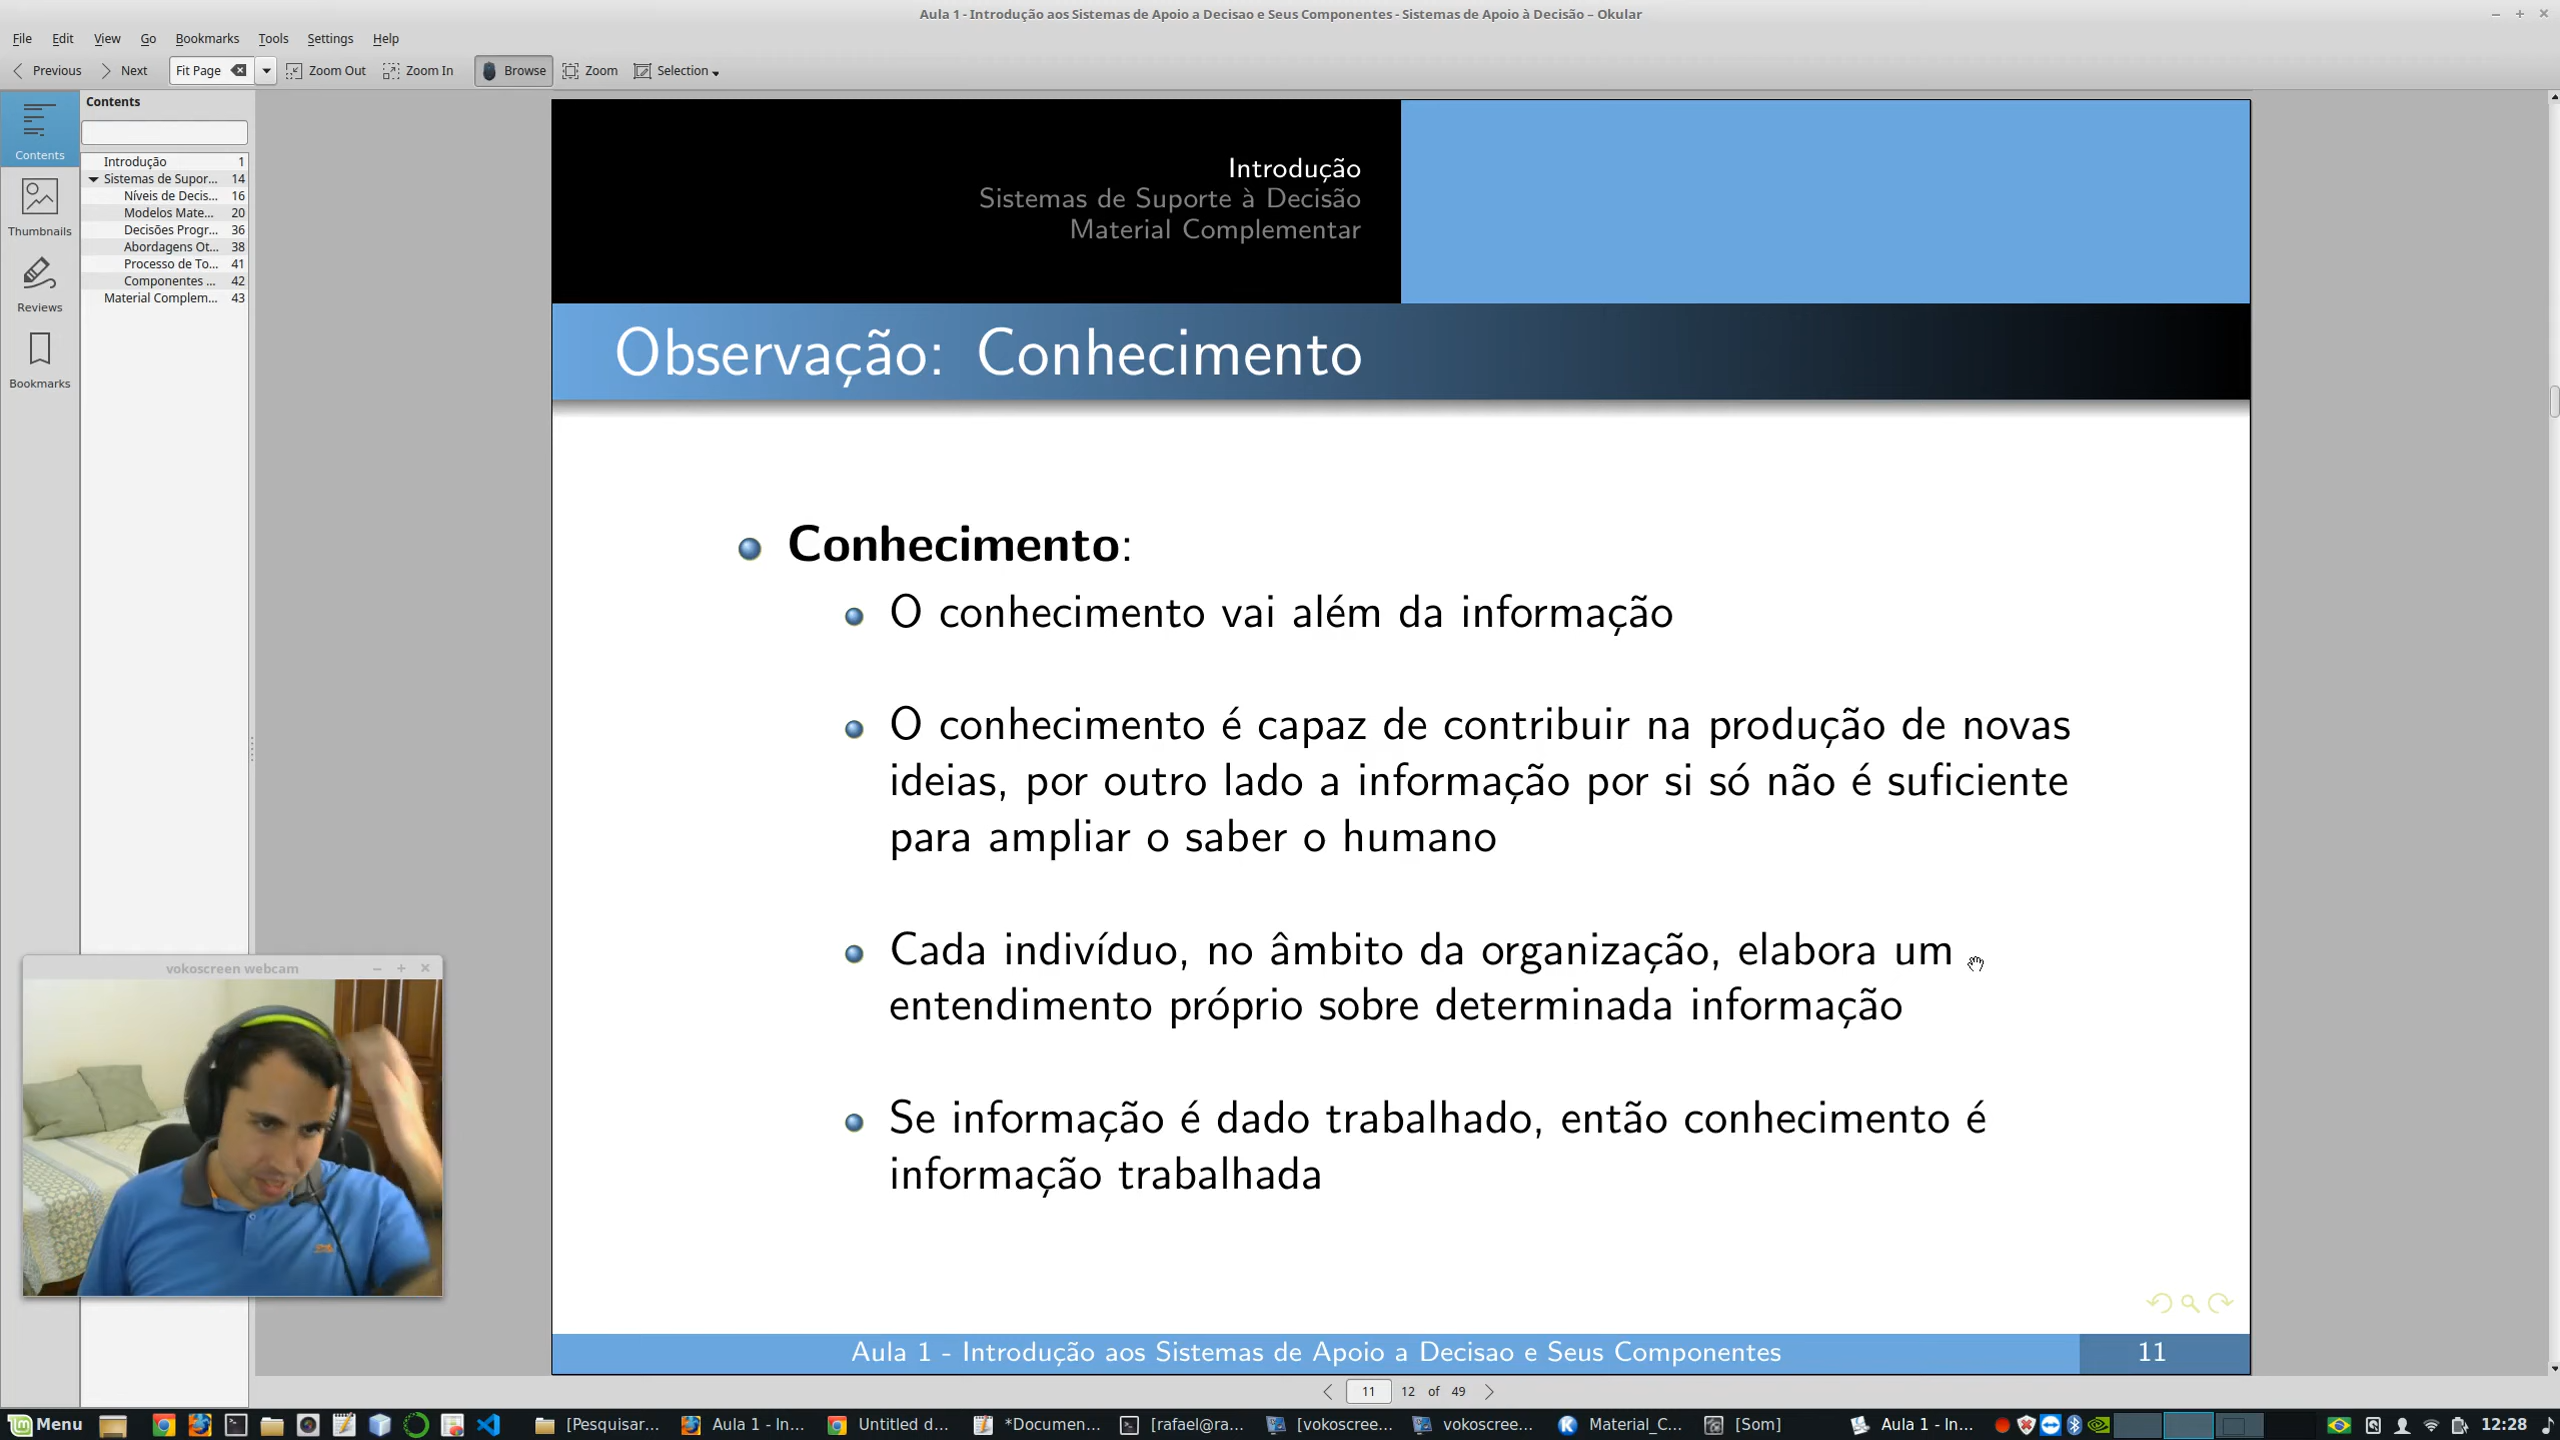 Aula 1 - Introdução aos Sistemas de Apoio a Decisao e Seus Componentes - Sistemas de Apoio à Decisão – Okular
File Edit View Go Bookmarks Tools Settings Help
Previous Next Fit Page Zoom Out Zoom In Browse Zoom Selection
Contents
Contents
Thumbnails
Reviews
Bookmarks
Introdução 1
Sistemas de Supor... 14
Níveis de Decis... 16
Modelos Mate... 20
Decisões Progr... 36
Abordagens Ot... 38
Processo de To... 41
Componentes ... 42
Material Complem... 43
Introdução
Sistemas de Suporte à Decisão
Material Complementar
Observação: Conhecimento
Conhecimento:
O conhecimento vai além da informação
O conhecimento é capaz de contribuir na produção de novas
ideias, por outro lado a informação por si só não é suficiente
para ampliar o saber o humano
Cada indivíduo, no âmbito da organização, elabora um
entendimento próprio sobre determinada informação
Se informação é dado trabalhado, então conhecimento é
informação trabalhada
Aula 1 - Introdução aos Sistemas de Apoio a Decisao e Seus Componentes 11
vokoscreen webcam
11 12 of 49
Menu [Pesquisar... Aula 1 - In... Untitled d... *Documen... [rafael@ra... [vokoscree... vokoscree... Material_C... [Som] Aula 1 - In... 12:28